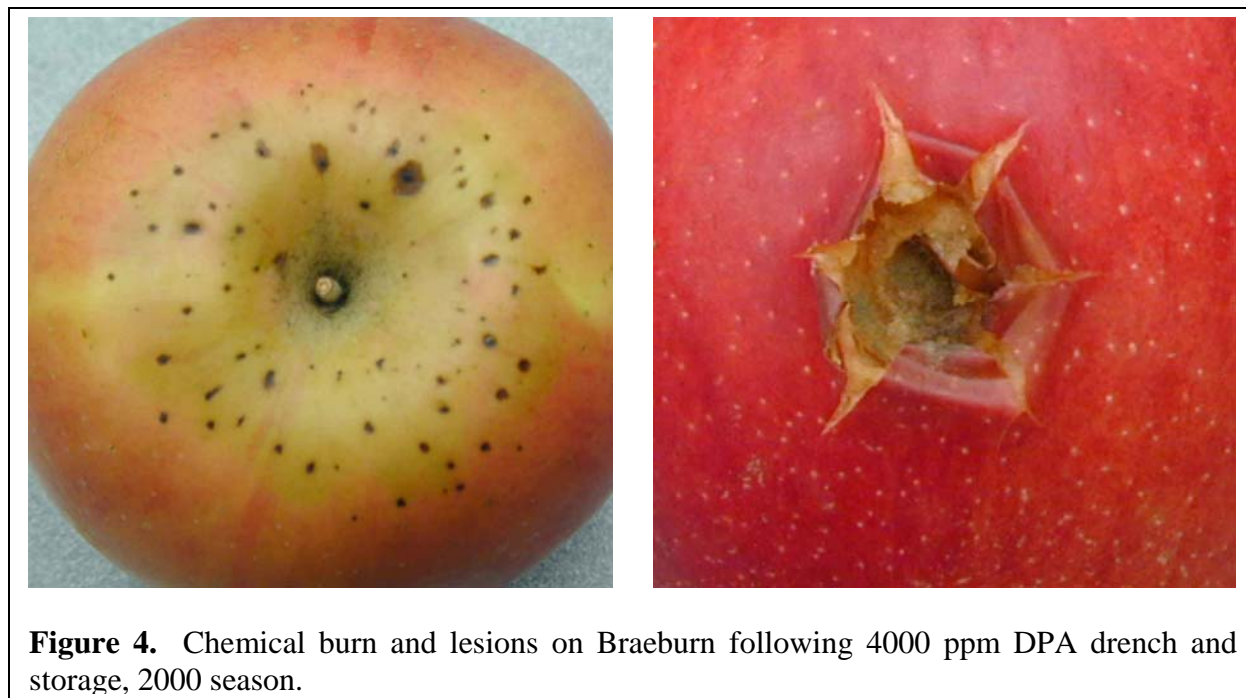 Figure 4. Chemical burn and lesions on Braeburn following 4000 ppm DPA drench and
storage, 2000 season.